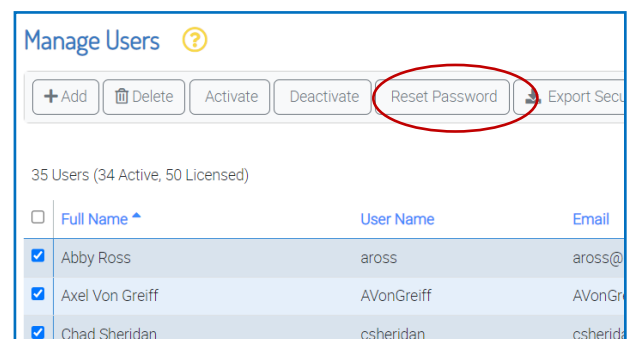 Manage Users ?
+ Add Delete Activate Deactivate Reset Password Export Secu
35 Users (34 Active, 50 Licensed)
Full Name User Name Email
Abby Ross aross aross@
Axel Von Greiff AVonGreiff AVonGre
Chad Sheridan csheridan csherida